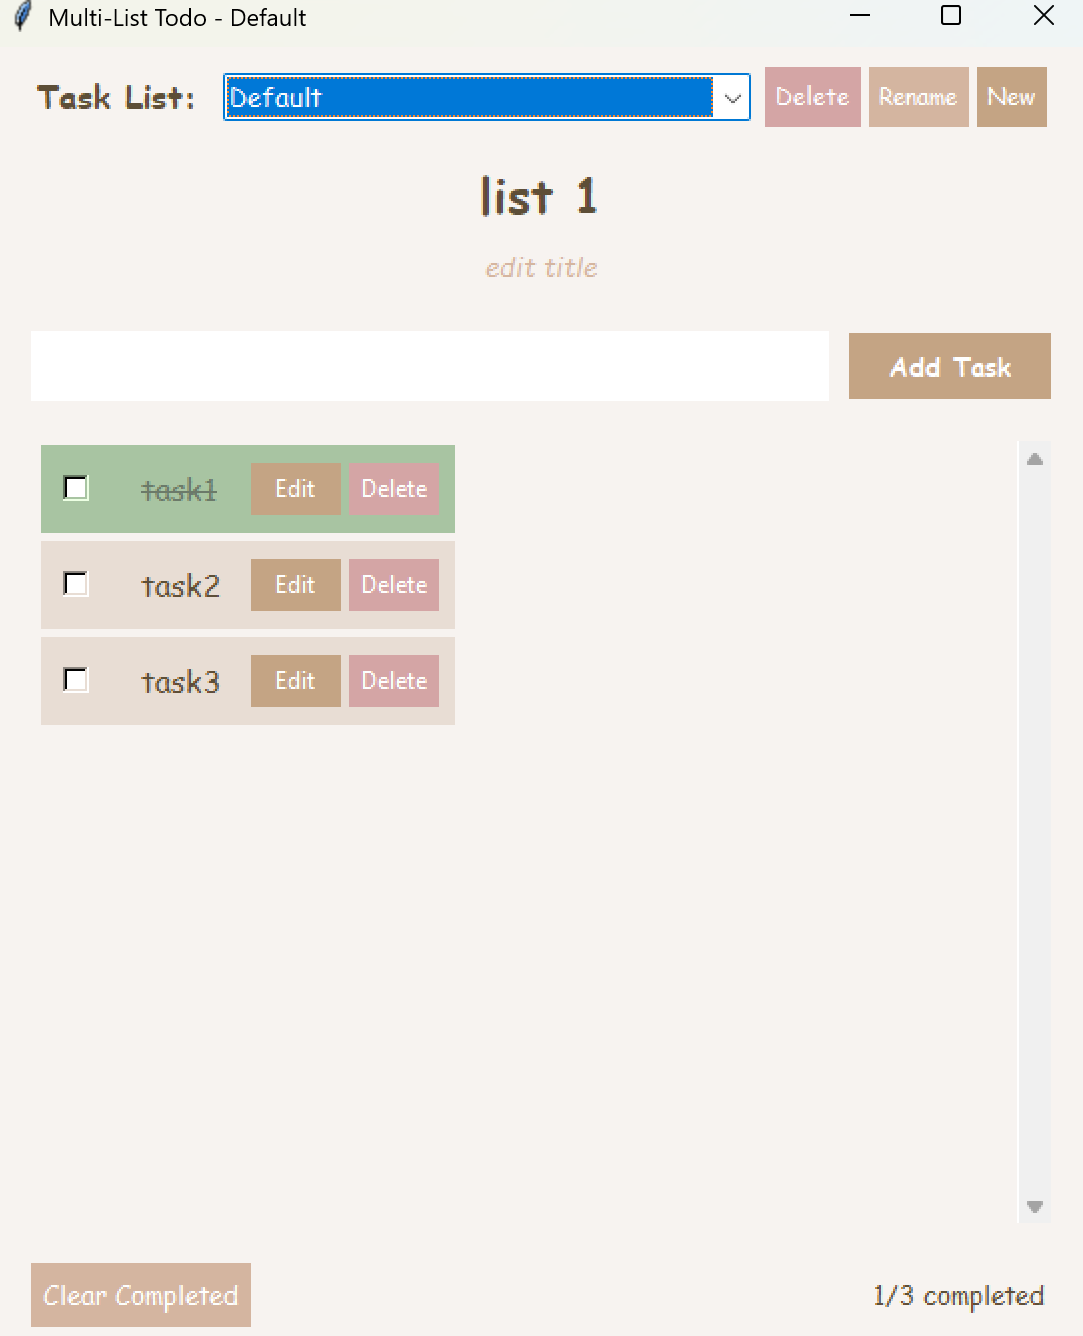 Multi-List Todo - Default
Task List: Default Delete Rename New
list 1
edit title
Add Task
task1 Edit Delete
task2 Edit Delete
task3 Edit Delete
Clear Completed 1/3 completed